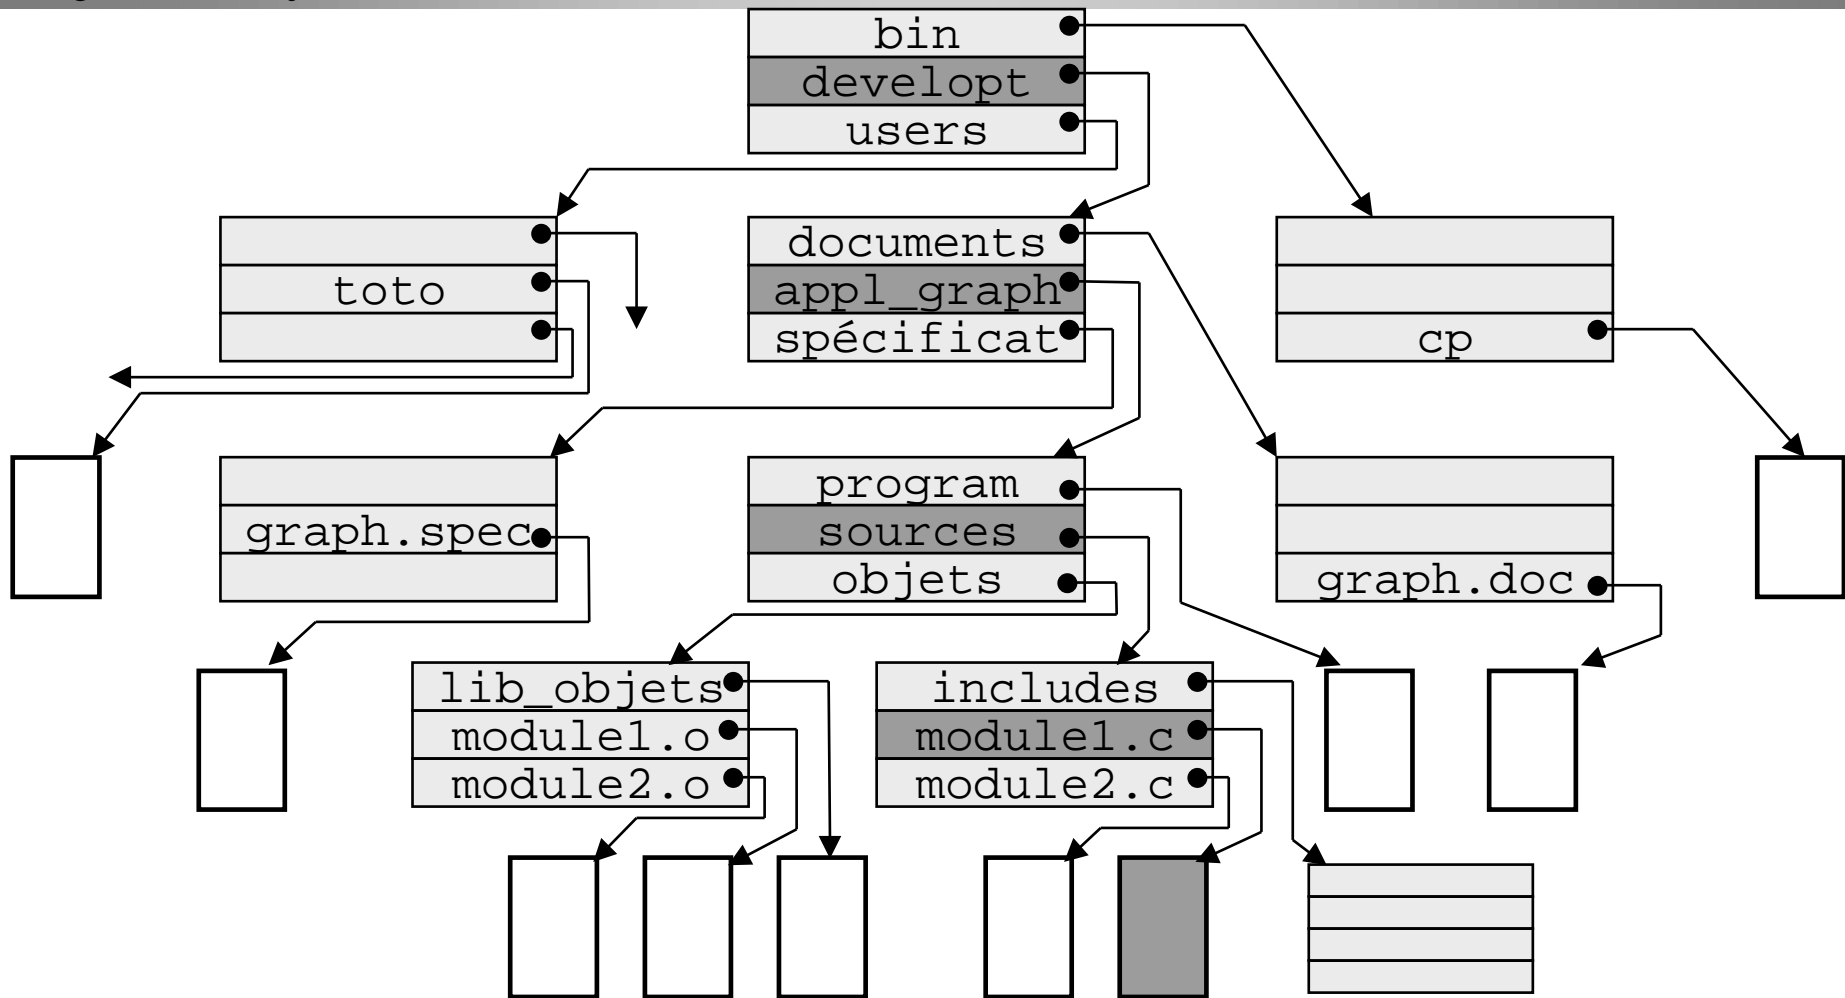 bin
developt
users
toto
documents
appl_graph
spécificat
cp
graph.spec
program
sources
objets
graph.doc
lib_objets
module1.o
module2.o
includes
module1.c
module2.c